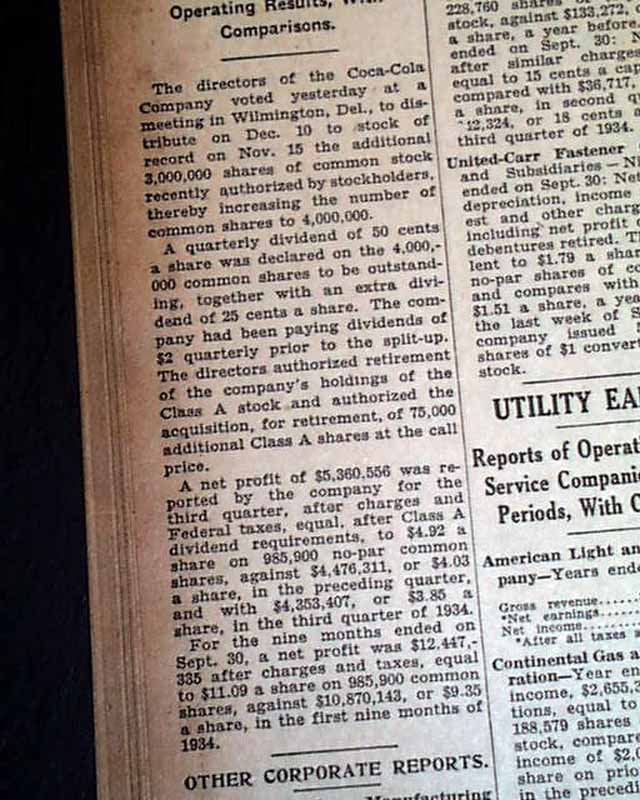 Operating Results, With
Comparisons.
The directors of the Coca-Cola
Company voted yesterday at a
meeting in Wilmington, Del., to dis-
tribute on Dec. 10 to stock of
record on Nov. 15 the additional
3,000,000 shares of common stock
recently authorized by stockholders,
thereby increasing the number of
common shares to 4,000,000.
A quarterly dividend of 50 cents
a share was declared on the 4,000,-
000 common shares to be outstand-
ing, together with an extra divi-
dend of 25 cents a share. The com-
pany had been paying dividends of
$2 quarterly prior to the split-up.
The directors authorized retirement
of the company's holdings of the
Class A stock and authorized the
acquisition, for retirement, of 75,000
additional Class A shares at the call
price.
A net profit of $5,360,556 was re-
ported by the company for the
third quarter, after charges and
Federal taxes, equal, after Class A
dividend requirements, to $4.92 a
share on 985,900 no-par common
shares, against $4,476,311, or $4.03
a share, in the preceding quarter,
and with $4,353,407, or $3.85 a
share, in the third quarter of 1934.
For the nine months ended on
Sept. 30, a net profit was $12,447,-
335 after charges and taxes, equal
to $11.09 a share on 985,900 common
shares, against $10,870,143, or $9.35
a share, in the first nine months of
1934.
OTHER CORPORATE REPORTS.
Manufacturing
228,760 shares
stock, against $133,272,
a share, a year before.
ended on Sept. 30:
after similar charges
equal to 15 cents a
compared with $36,717,
a share, in second
12,324, or 18 cents a
third quarter of 1934.
United-Carr Fastener
and Subsidiaries—
ended on Sept. 30: Net
depreciation, income
est and other
including net profit
debentures retired.
lent to $1.79 a
no-par shares of
and compares with
$1.51 a share, a
the last week of
company issued
shares of $1
stock.
UTILITY
Reports of
Service
Periods, With
American Light
pany—Years
Gross revenue.....
*Net earnings.....
Net income.....
*After all taxes
Continental Gas
ration—Year
income, $2,655,
tions, equal to
188,579 shares
stock,
income of
share on
in the